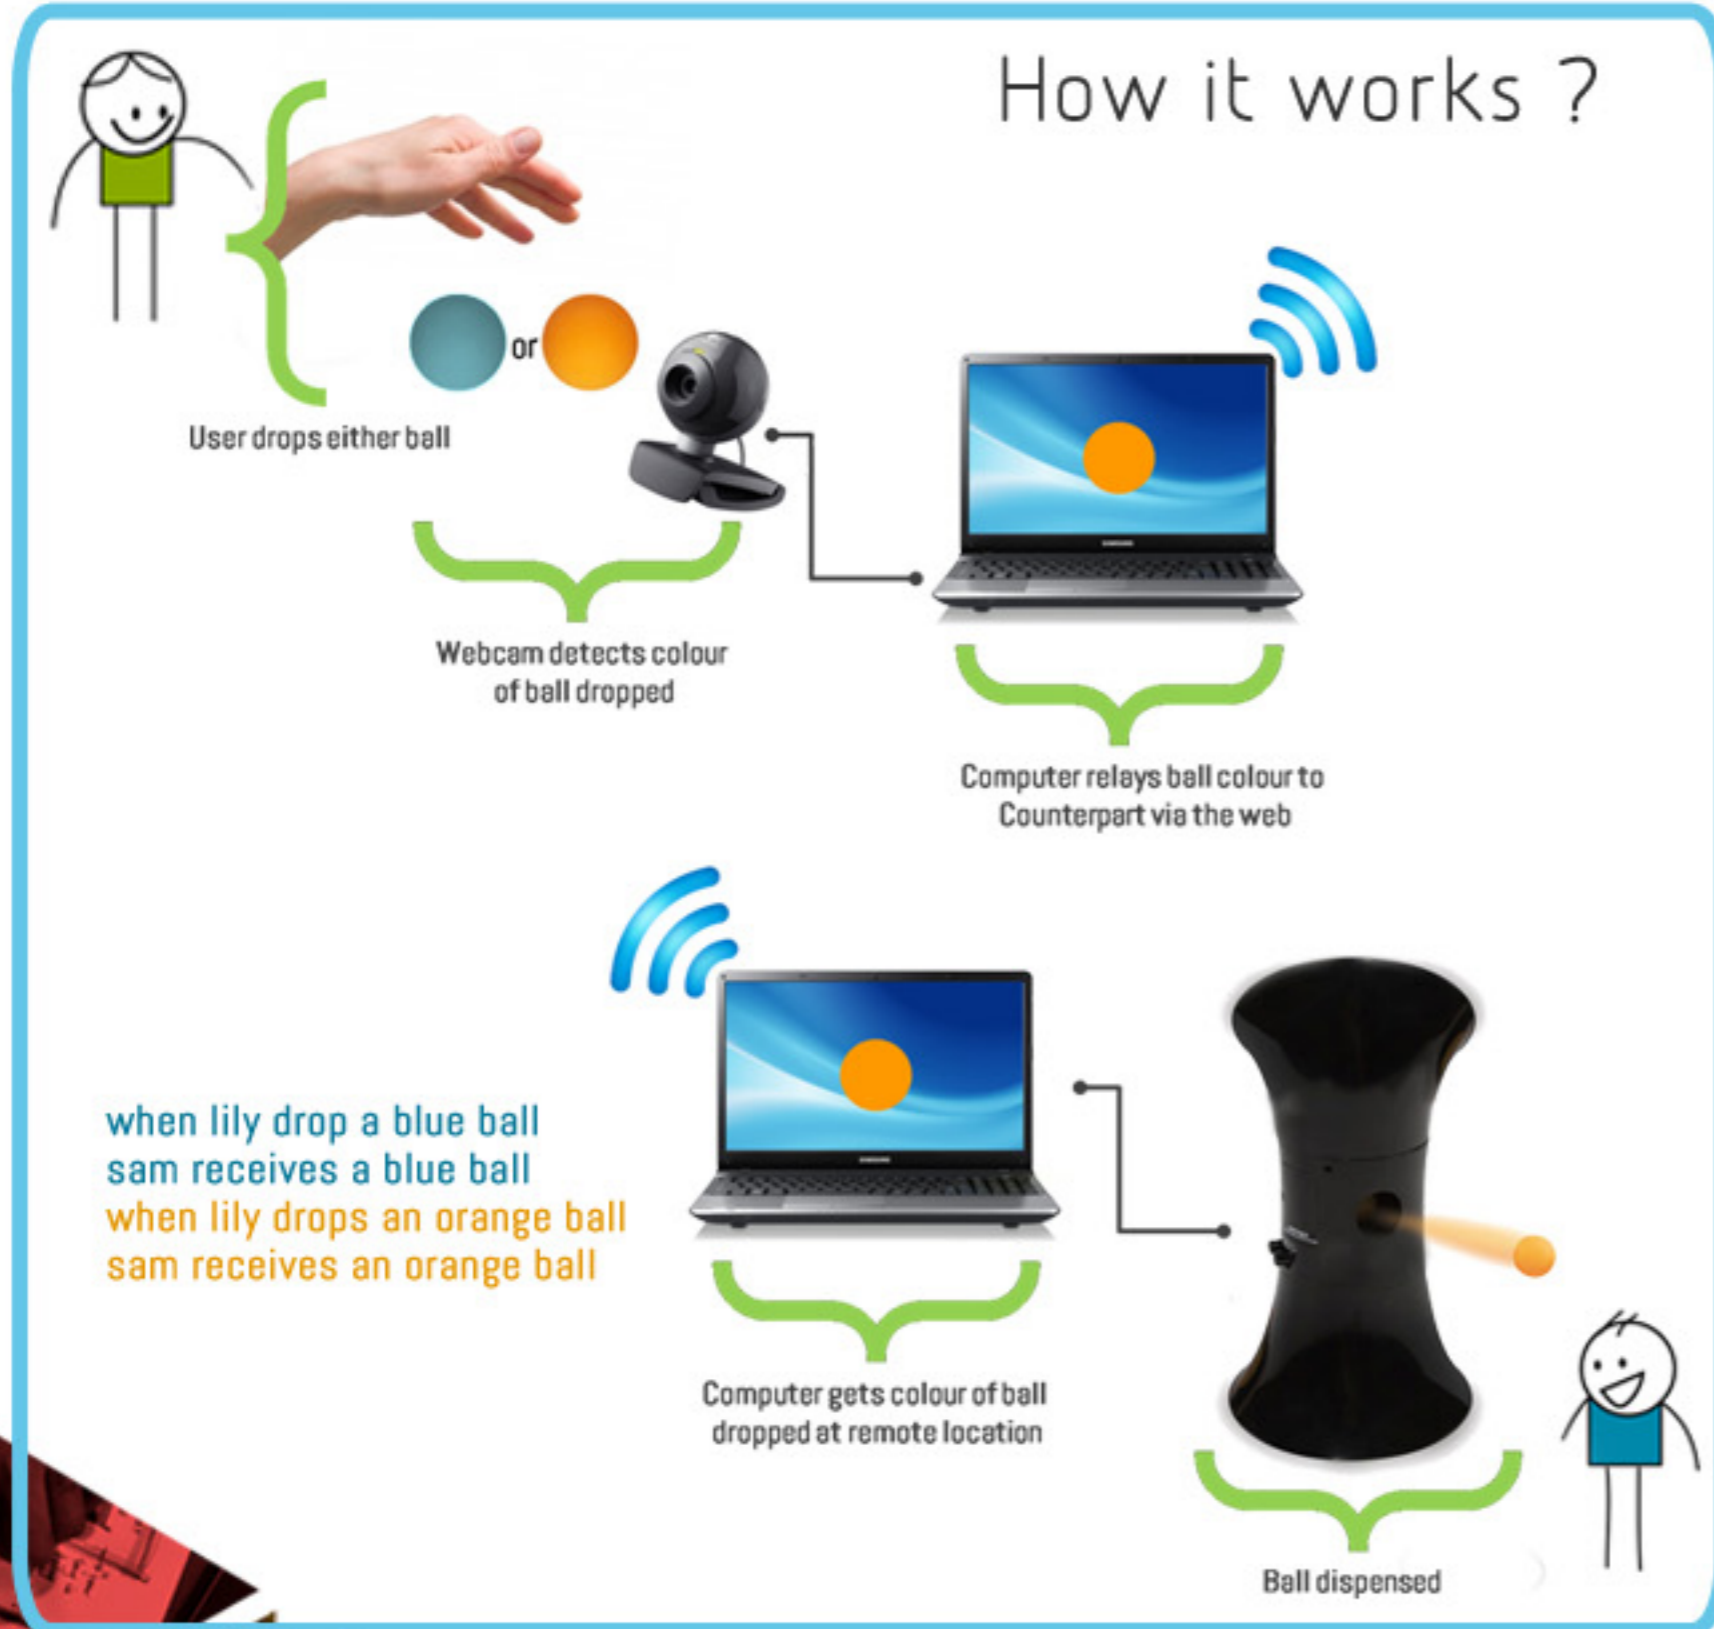 How it works ?
or
User drops either ball
Webcam detects colour
of ball dropped
Computer relays ball colour to
Counterpart via the web
when lily drop a blue ball
sam receives a blue ball
when lily drops an orange ball
sam receives an orange ball
Computer gets colour of ball
dropped at remote location
Ball dispensed